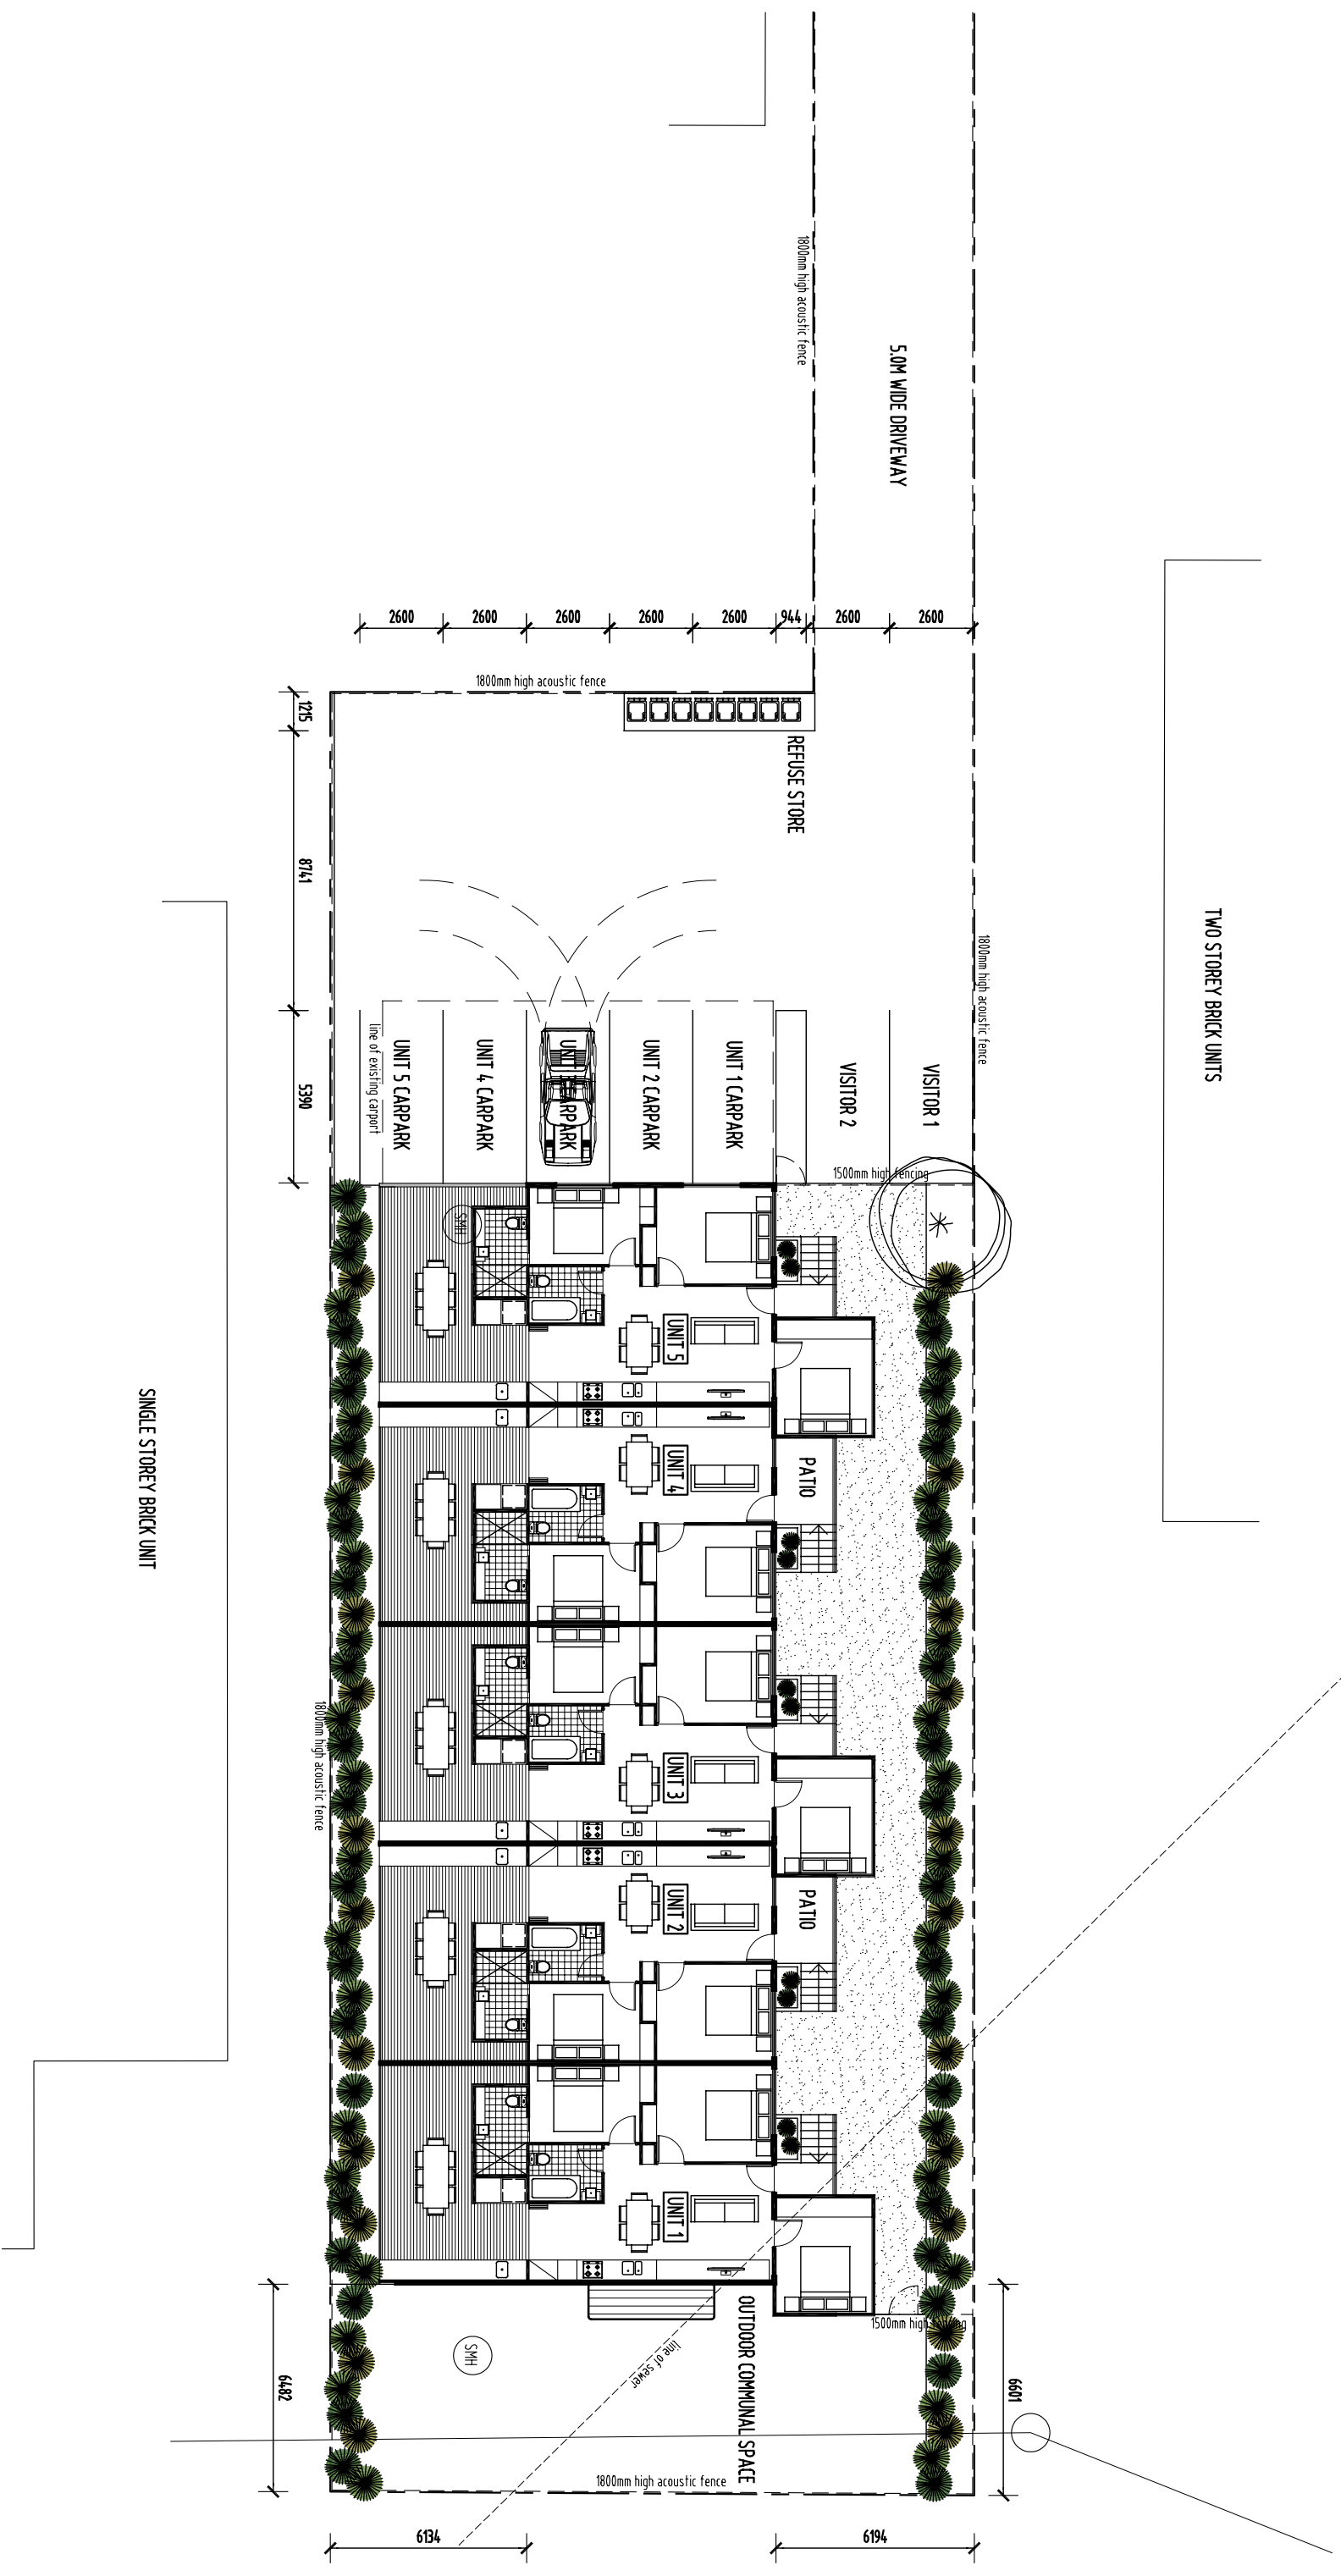 1800mm high acoustic fence
5.0M WIDE DRIVEWAY
2600
2600
2600
2600
2600
944
2600
2600
1800mm high acoustic fence
1215
REFUSE STORE
8741
TWO STOREY BRICK UNITS
1800mm high acoustic fence
5390
line of existing carport
UNIT 5 CARPARK
UNIT 4 CARPARK
UNIT CARPARK
UNIT 2 CARPARK
UNIT 1 CARPARK
VISITOR 2
VISITOR 1
1500mm high fencing
SMH
UNIT 5
SINGLE STOREY BRICK UNIT
UNIT 4
PATIO
1800mm high acoustic fence
UNIT 3
UNIT 2
PATIO
UNIT 1
1500mm high
OUTDOOR COMMUNAL SPACE
SMH
line of sewer
6482
6601
1800mm high acoustic fence
6134
6194